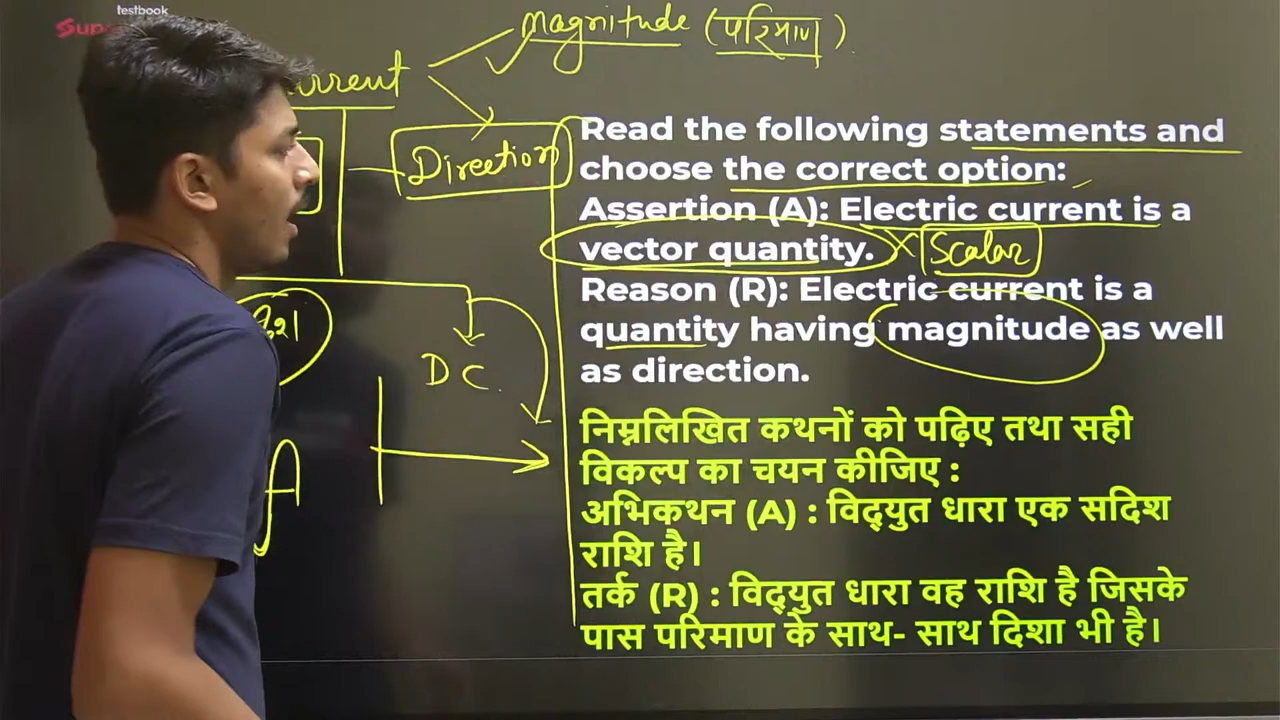 testbook
Magnitude (परिमाण)
urrent
Direction
Read the following statements and
choose the correct option:
Assertion (A): Electric current is a
vector quantity. × Scalar
Reason (R): Electric current is a
quantity having magnitude as well
as direction.
DC.
A
निम्नलिखित कथनों को पढ़िए तथा सही
विकल्प का चयन कीजिए :
अभिकथन (A) : विद्युत धारा एक सदिश
राशि है।
तर्क (R) : विद्युत धारा वह राशि है जिसके
पास परिमाण के साथ- साथ दिशा भी है।